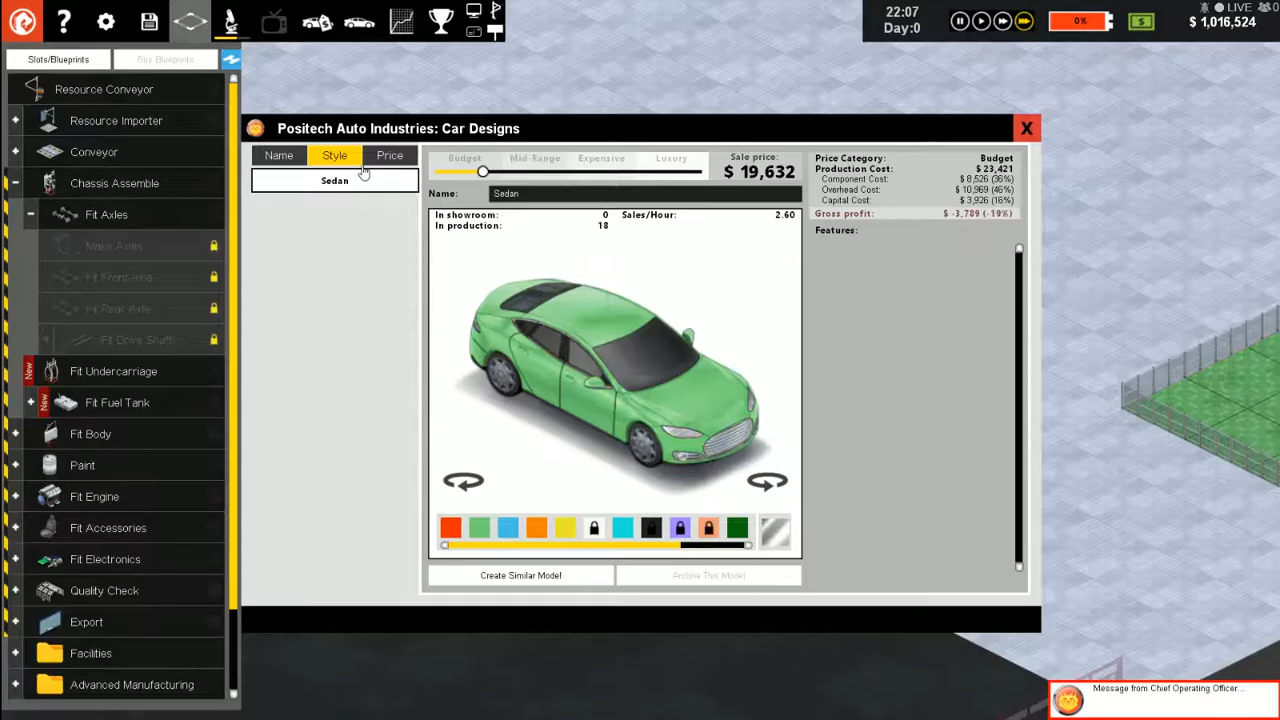 22:07
Day:0
0%
LIVE
0
$ 1,016,524
Slots/Blueprints
Buy Blueprints
Resource Conveyor
Resource Importer
Conveyor
Chassis Assemble
Fit Axles
Make Axles
Fit Front Axle
Fit Rear Axle
Fit Drive Shaft
New
Fit Undercarriage
New
Fit Fuel Tank
Fit Body
Paint
Fit Engine
Fit Accessories
Fit Electronics
Quality Check
Export
Facilities
Advanced Manufacturing
Positech Auto Industries: Car Designs
X
Name Style Price
Sedan
Budget Mid-Range Expensive Luxury
Sale price:
$ 19,632
Name: Sedan
In showroom: 0 Sales/Hour: 2.60
In production: 18
Create Similar Model
Archive This Model
Price Category: Budget
Production Cost: $ 23,421
Component Cost: $ 8,526 (36%)
Overhead Cost: $ 10,969 (46%)
Capital Cost: $ 3,926 (16%)
Gross profit: $ -3,789 (-19%)
Features:
Message from Chief Operating Officer...